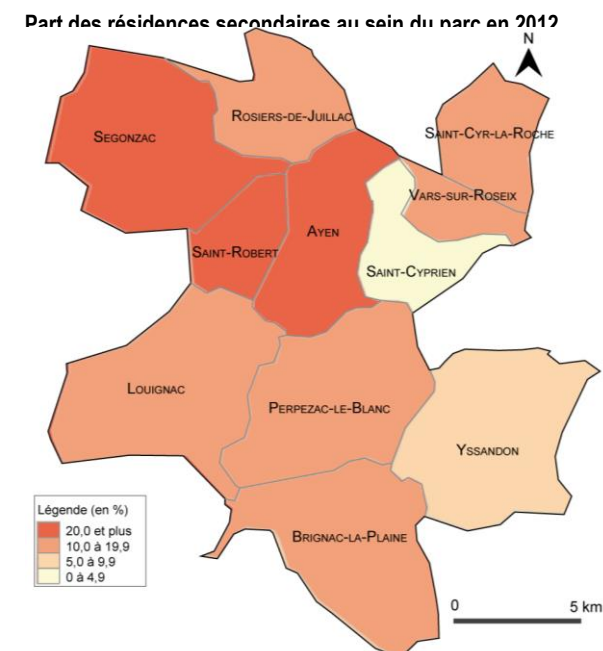 Part des résidences secondaires au sein du parc en 2012
N
ROSIERS-DE-JUILLAC
SEGONZAC
SAINT-CYR-LA-ROCHE
VARS-SUR-ROSEIX
AYEN
SAINT-ROBERT
SAINT-CYPRIEN
LOUIGNAC
PERPEZAC-LE-BLANC
YSSANDON
BRIGNAC-LA-PLAINE
Légende (en %)
20,0 et plus
10,0 à 19,9
5,0 à 9,9
0 à 4,9
0 5 km